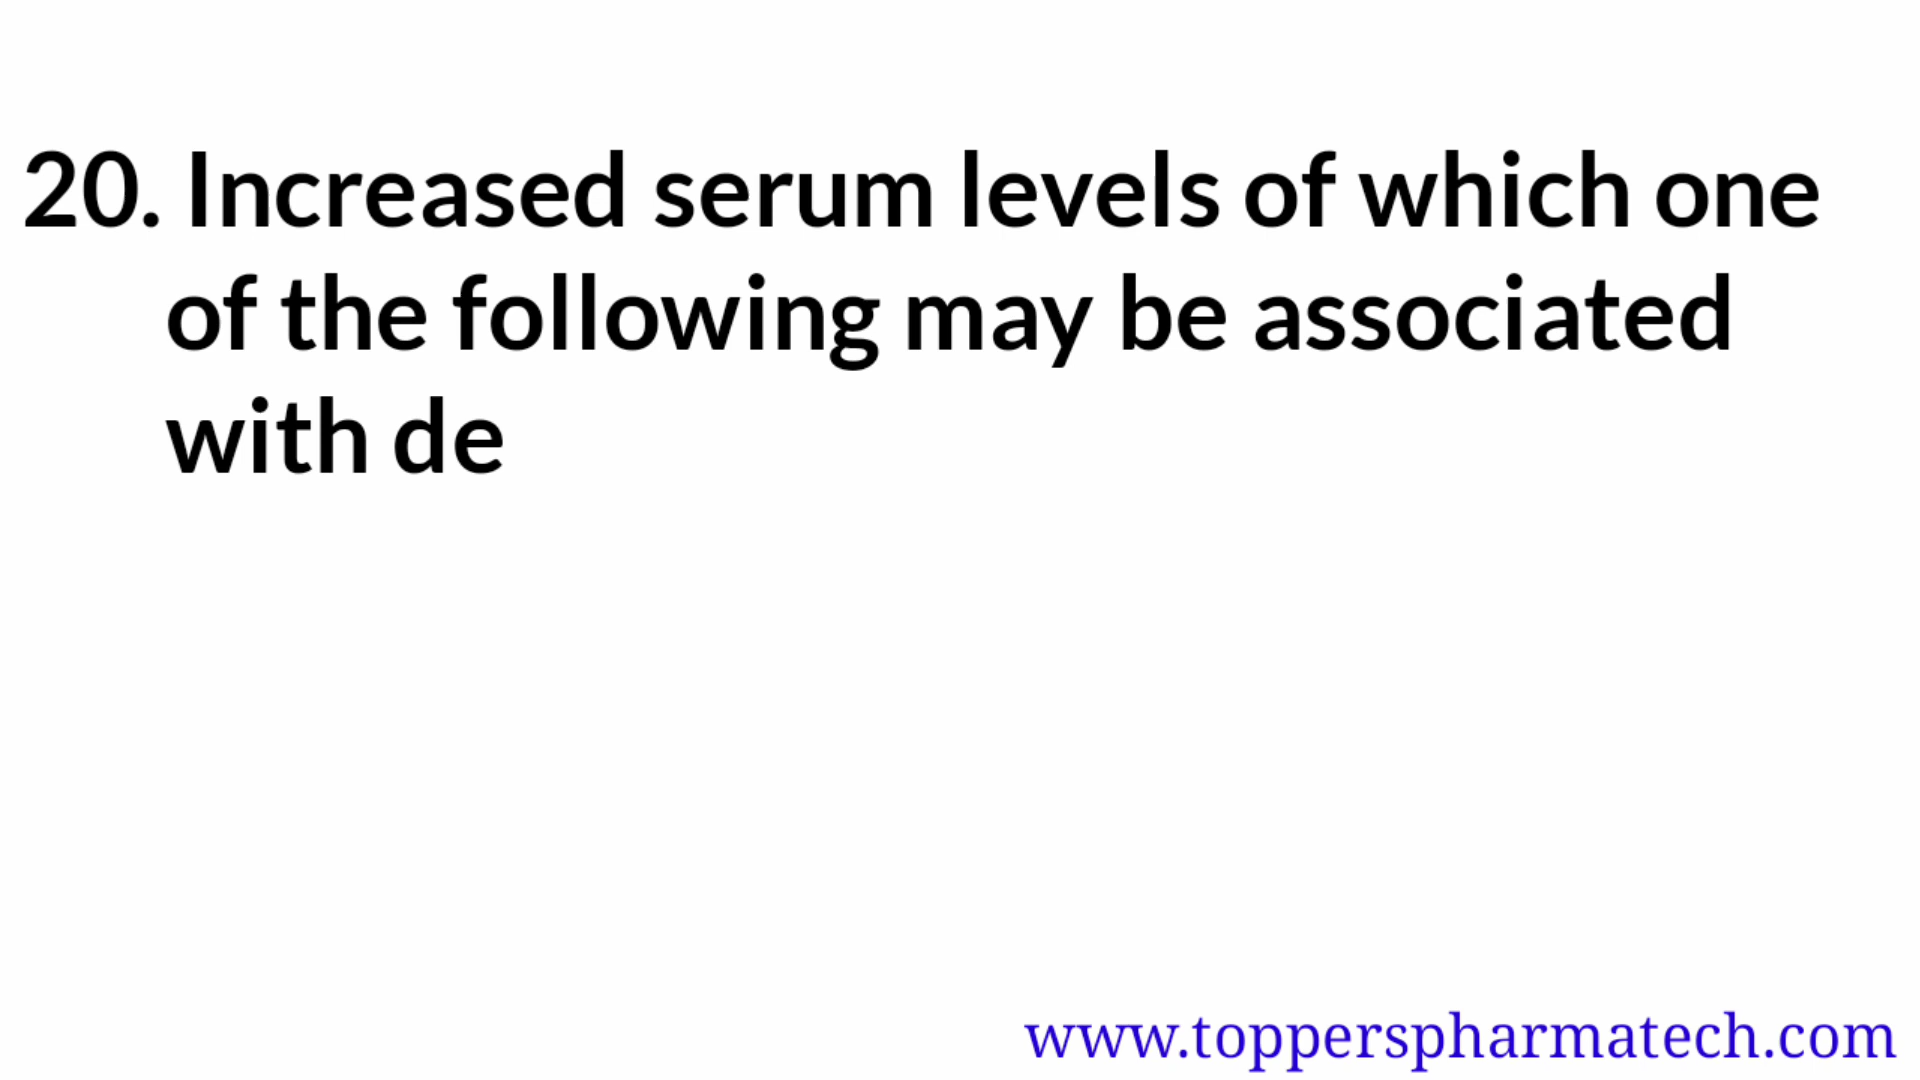 20. Increased serum levels of which one
of the following may be associated
with de
www.topperspharmatech.com